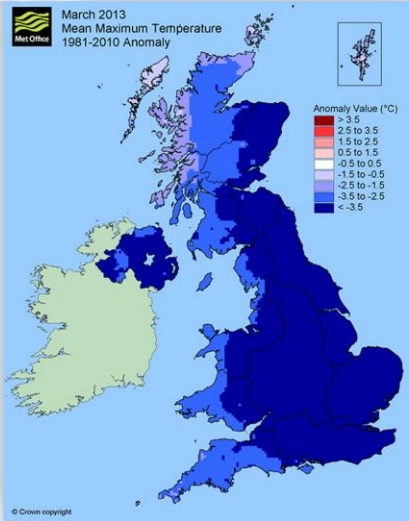 Met Office
March 2013
Mean Maximum Temperature
1981-2010 Anomaly
Anomaly Value (°C)
> 3.5
2.5 to 3.5
1.5 to 2.5
0.5 to 1.5
-0.5 to 0.5
-1.5 to -0.5
-2.5 to -1.5
-3.5 to -2.5
< -3.5
© Crown copyright